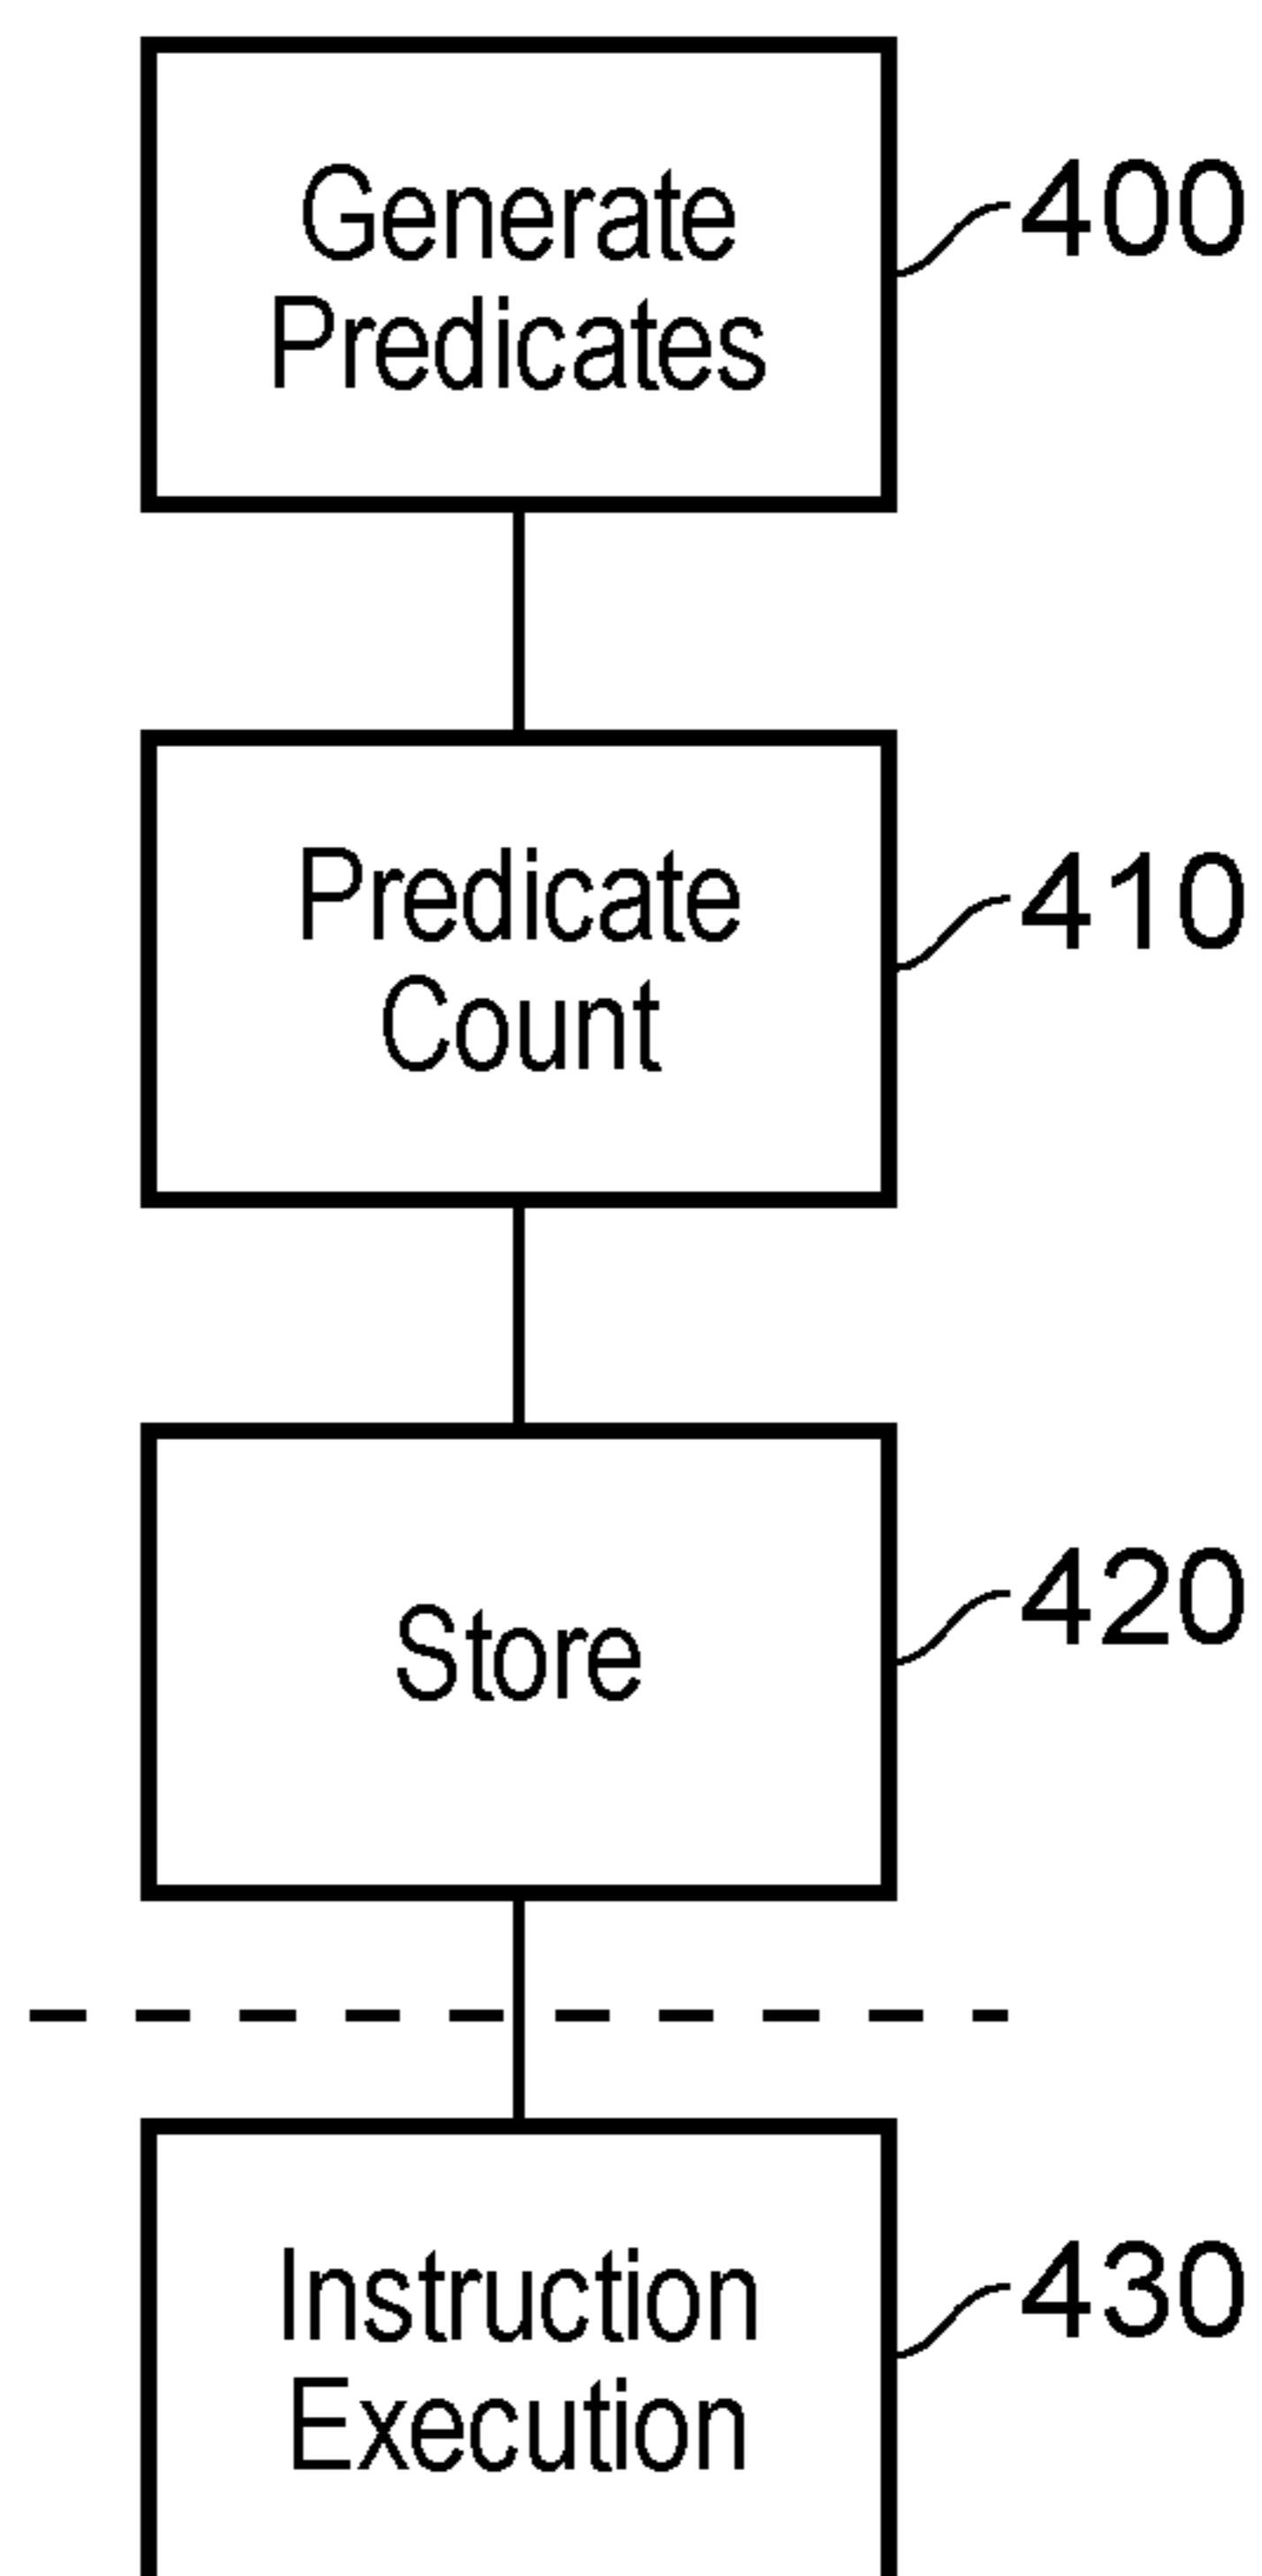 Generate
Predicates
400
Predicate
Count
410
Store
420
Instruction
Execution
430